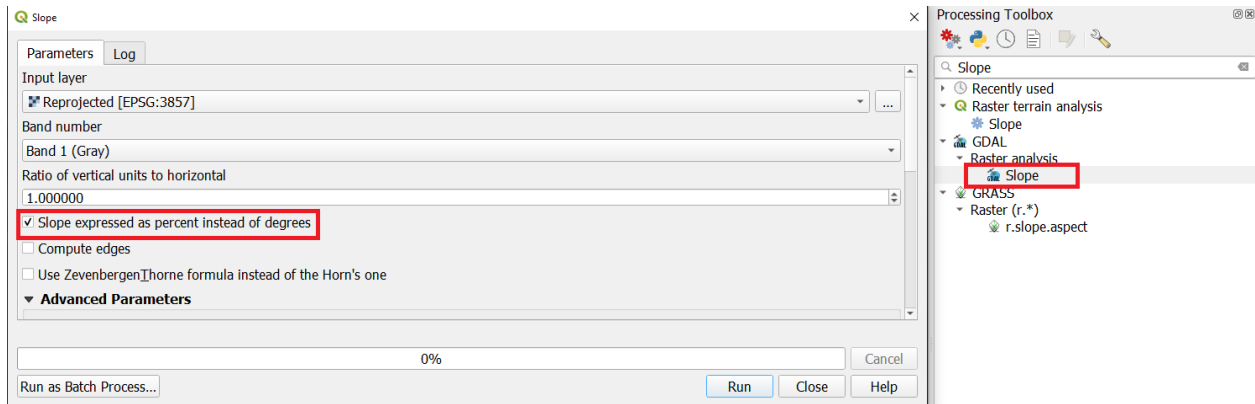 Slope
Parameters
Log
Input layer
Reprojected [EPSG:3857]
...
Band number
Band 1 (Gray)
Ratio of vertical units to horizontal
1.000000
Slope expressed as percent instead of degrees
Compute edges
Use ZevenbergenThorne formula instead of the Horn's one
Advanced Parameters
0%
Cancel
Run as Batch Process...
Run
Close
Help
Processing Toolbox
Slope
Recently used
Raster terrain analysis
Slope
GDAL
Raster analysis
Slope
GRASS
Raster (r.*)
r.slope.aspect